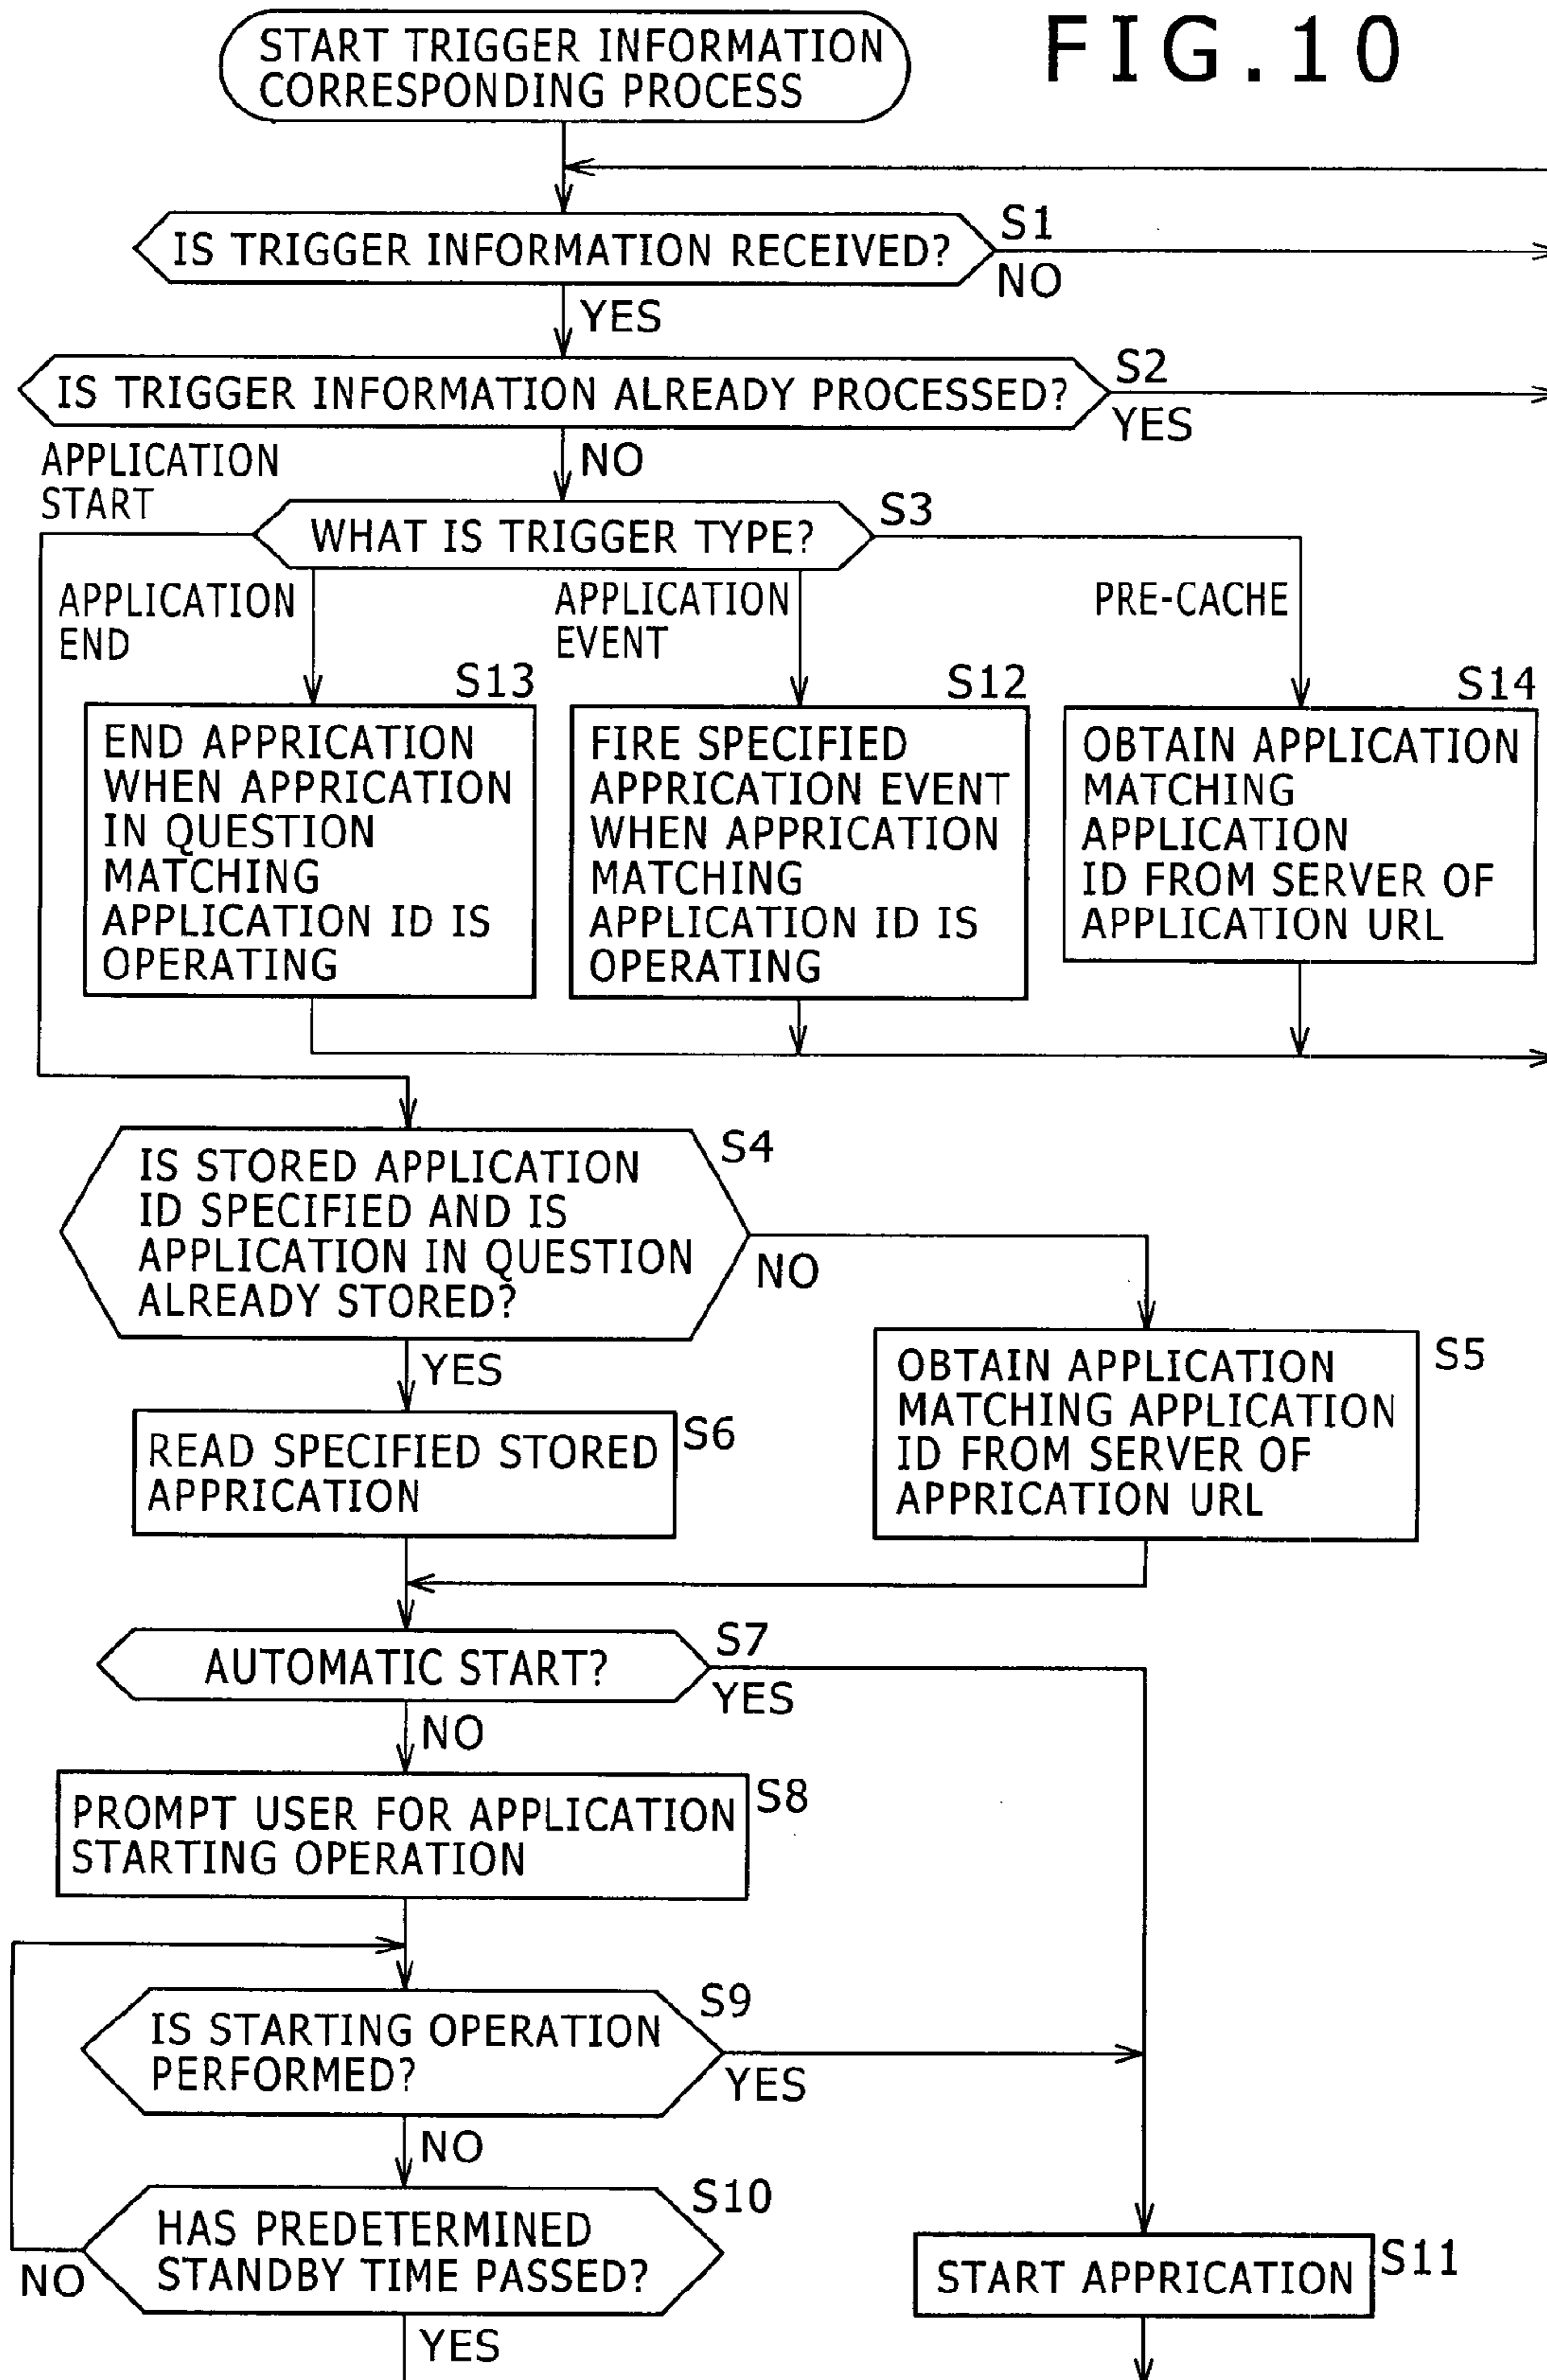 FIG.10
START TRIGGER INFORMATION
CORRESPONDING PROCESS
IS TRIGGER INFORMATION RECEIVED?
S1
NO
YES
IS TRIGGER INFORMATION ALREADY PROCESSED?
S2
YES
NO
APPLICATION
START
WHAT IS TRIGGER TYPE?
S3
APPLICATION
END
APPLICATION
EVENT
PRE-CACHE
S13
END APPRICATION
WHEN APPRICATION
IN QUESTION
MATCHING
APPLICATION ID IS
OPERATING
S12
FIRE SPECIFIED
APPRICATION EVENT
WHEN APPRICATION
MATCHING
APPLICATION ID IS
OPERATING
S14
OBTAIN APPLICATION
MATCHING
APPLICATION
ID FROM SERVER OF
APPLICATION URL
IS STORED APPLICATION
ID SPECIFIED AND IS
APPLICATION IN QUESTION
ALREADY STORED?
S4
NO
YES
OBTAIN APPLICATION
MATCHING APPLICATION
ID FROM SERVER OF
APPRICATION URL
S5
READ SPECIFIED STORED
APPRICATION
S6
AUTOMATIC START?
S7
YES
NO
PROMPT USER FOR APPLICATION
STARTING OPERATION
S8
IS STARTING OPERATION
PERFORMED?
S9
YES
NO
HAS PREDETERMINED
STANDBY TIME PASSED?
S10
NO
YES
START APPRICATION
S11